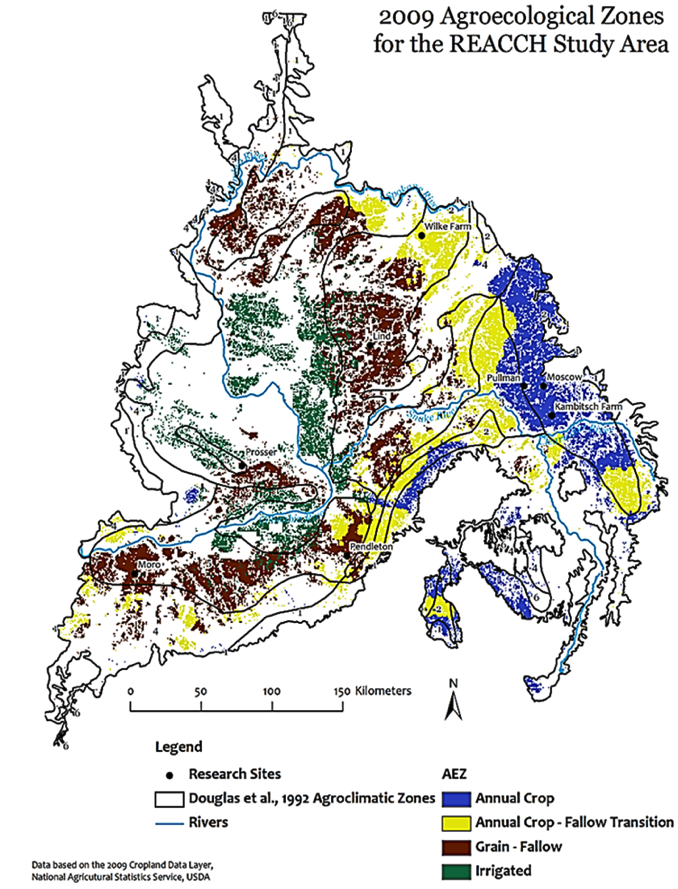 2009 Agroecological Zones
for the REACCH Study Area
Wilke Farm
Lind
Pullman
Moscow
Kambitsch Farm
Prosser
Pendleton
Moro
N
0 50 100 150 Kilometers
Legend
Research Sites
Douglas et al., 1992 Agroclimatic Zones
Rivers
AEZ
Annual Crop
Annual Crop - Fallow Transition
Grain - Fallow
Irrigated
Data based on the 2009 Cropland Data Layer,
National Agricutural Statistics Service, USDA